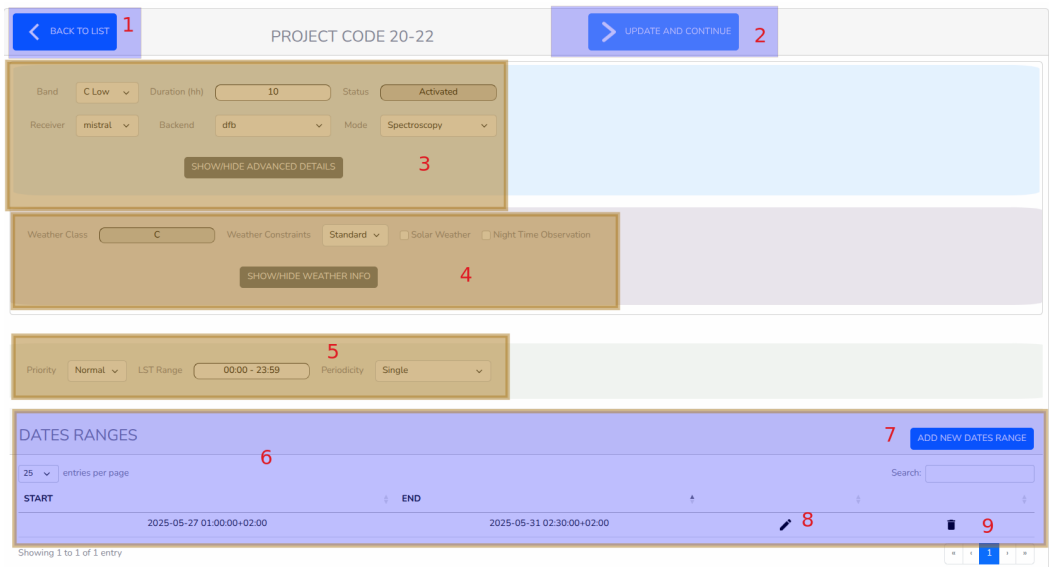 BACK TO LIST 1 PROJECT CODE 20-22 UPDATE AND CONTINUE 2
Band C Low Duration (hh) 10 Status Activated
Receiver mistral Backend dfb Mode Spectroscopy
SHOW/HIDE ADVANCED DETAILS 3
Weather Class C Weather Constraints Standard Solar Weather Night Time Observation
SHOW/HIDE WEATHER INFO 4
5
Priority Normal LST Range 00:00 - 23:59 Periodicity Single
DATES RANGES 7 ADD NEW DATES RANGE
6
25 entries per page Search:
START END
2025-05-27 01:00:00+02:00 2025-05-31 02:30:00+02:00 8 9
Showing 1 to 1 of 1 entry « ‹ 1 › »